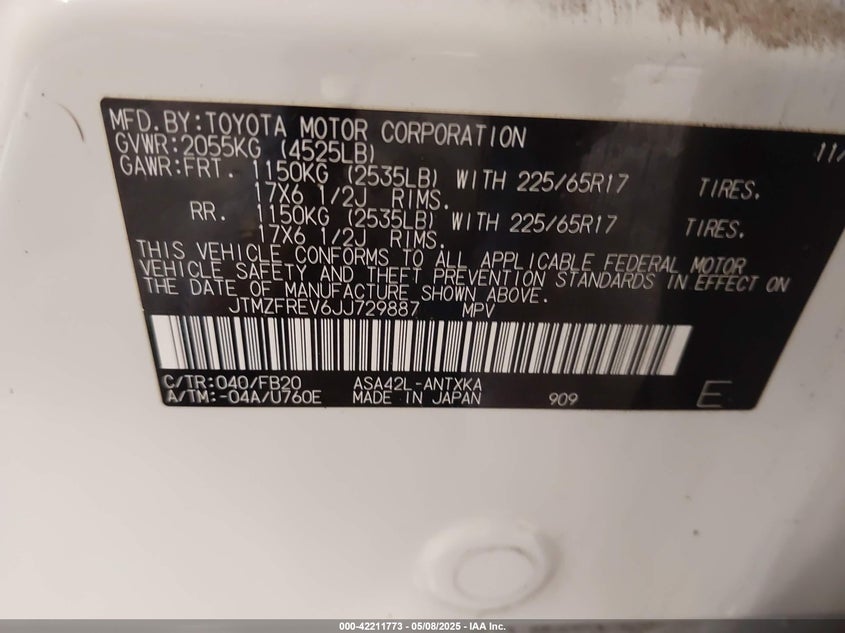 MFD.BY:TOYOTA MOTOR CORPORATION 11/
GVWR:2055KG (4525LB)
GAWR:FRT. 1150KG (2535LB) WITH 225/65R17 TIRES.
17X6 1/2J RIMS.
RR. 1150KG (2535LB) WITH 225/65R17 TIRES.
17X6 1/2J RIMS.
THIS VEHICLE CONFORMS TO ALL APPLICABLE FEDERAL MOTOR
VEHICLE SAFETY AND THEFT PREVENTION STANDARDS IN EFFECT ON
THE DATE OF MANUFACTURE SHOWN ABOVE.
JTMZFREV6JJ729887 MPV
C/TR:040/FB20 ASA42L-ANTXKA
A/TM:-04A/U760E MADE IN JAPAN 909 E
000-42211773 - 05/08/2025 - IAA Inc.